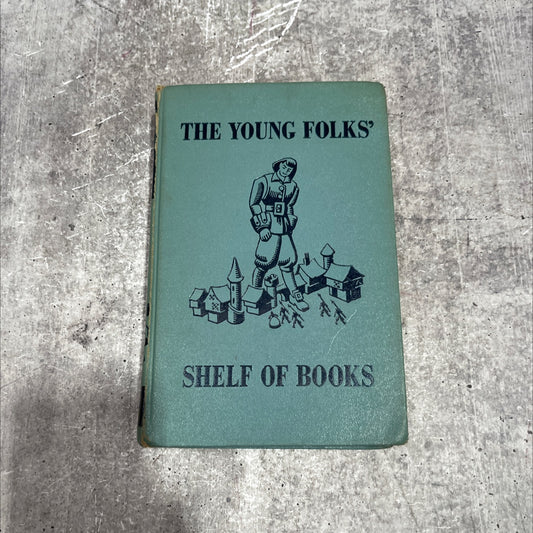 THE YOUNG FOLKS’
SHELF OF BOOKS